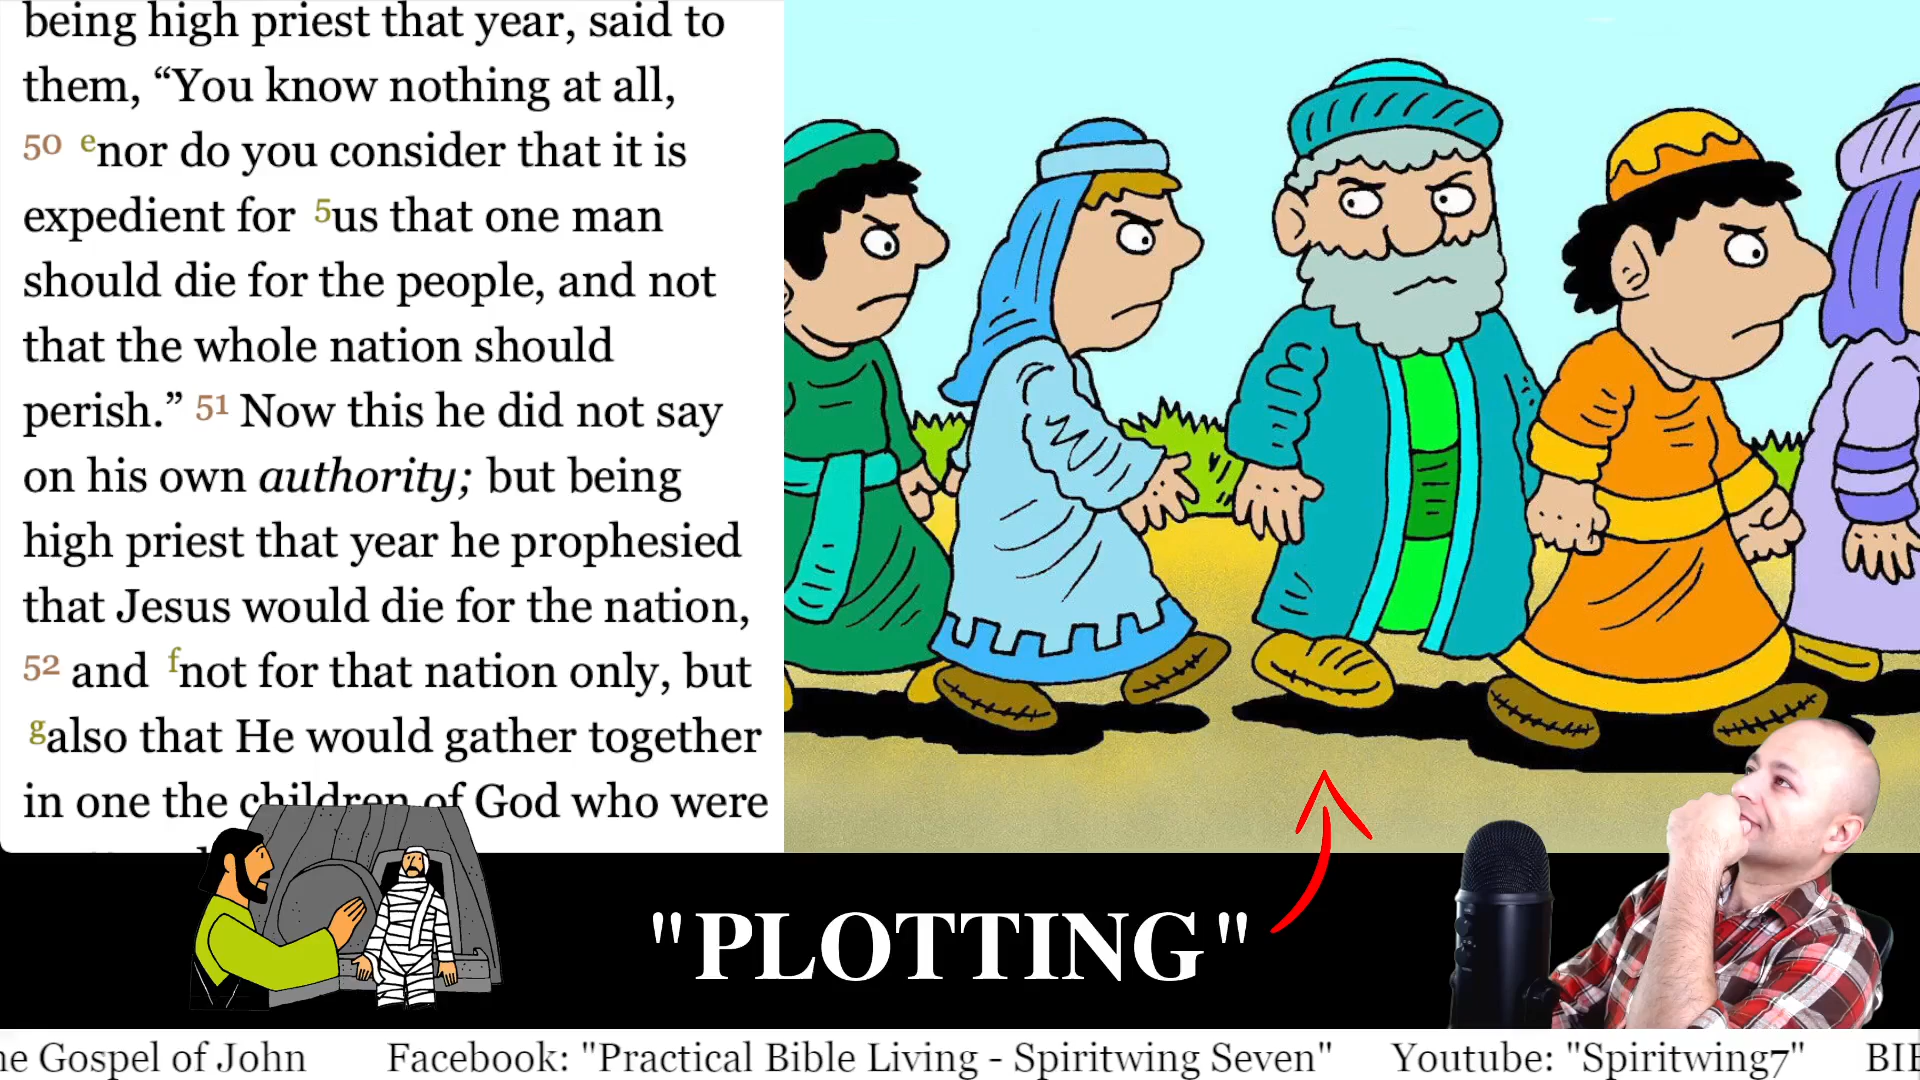 being high priest that year, said to
them, “You know nothing at all,
50 enor do you consider that it is
expedient for 5us that one man
should die for the people, and not
that the whole nation should
perish.” 51 Now this he did not say
on his own authority; but being
high priest that year he prophesied
that Jesus would die for the nation,
52 and fnot for that nation only, but
galso that He would gather together
in one the children of God who were
"PLOTTING"
he Gospel of John Facebook: "Practical Bible Living - Spiritwing Seven" Youtube: "Spiritwing7" BIB